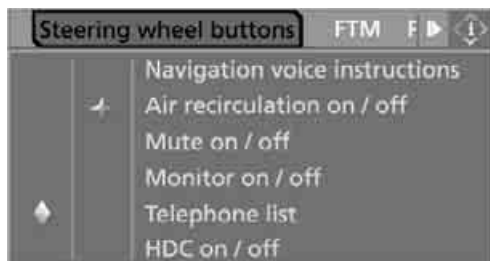 Steering wheel buttons FTM
Navigation voice instructions
Air recirculation on / off
Mute on / off
Monitor on / off
Telephone list
HDC on / off